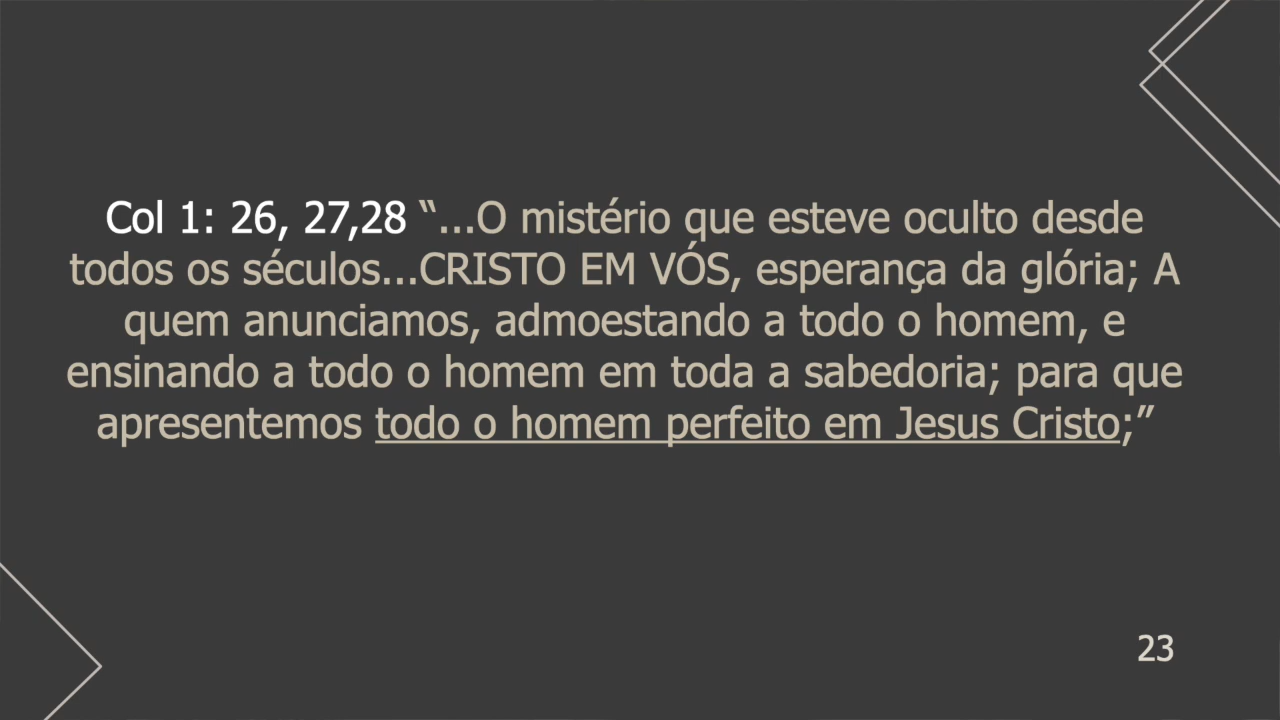 Col 1: 26, 27,28 “...O mistério que esteve oculto desde
todos os séculos...CRISTO EM VÓS, esperança da glória; A
quem anunciamos, admoestando a todo o homem, e
ensinando a todo o homem em toda a sabedoria; para que
apresentemos todo o homem perfeito em Jesus Cristo;”
23